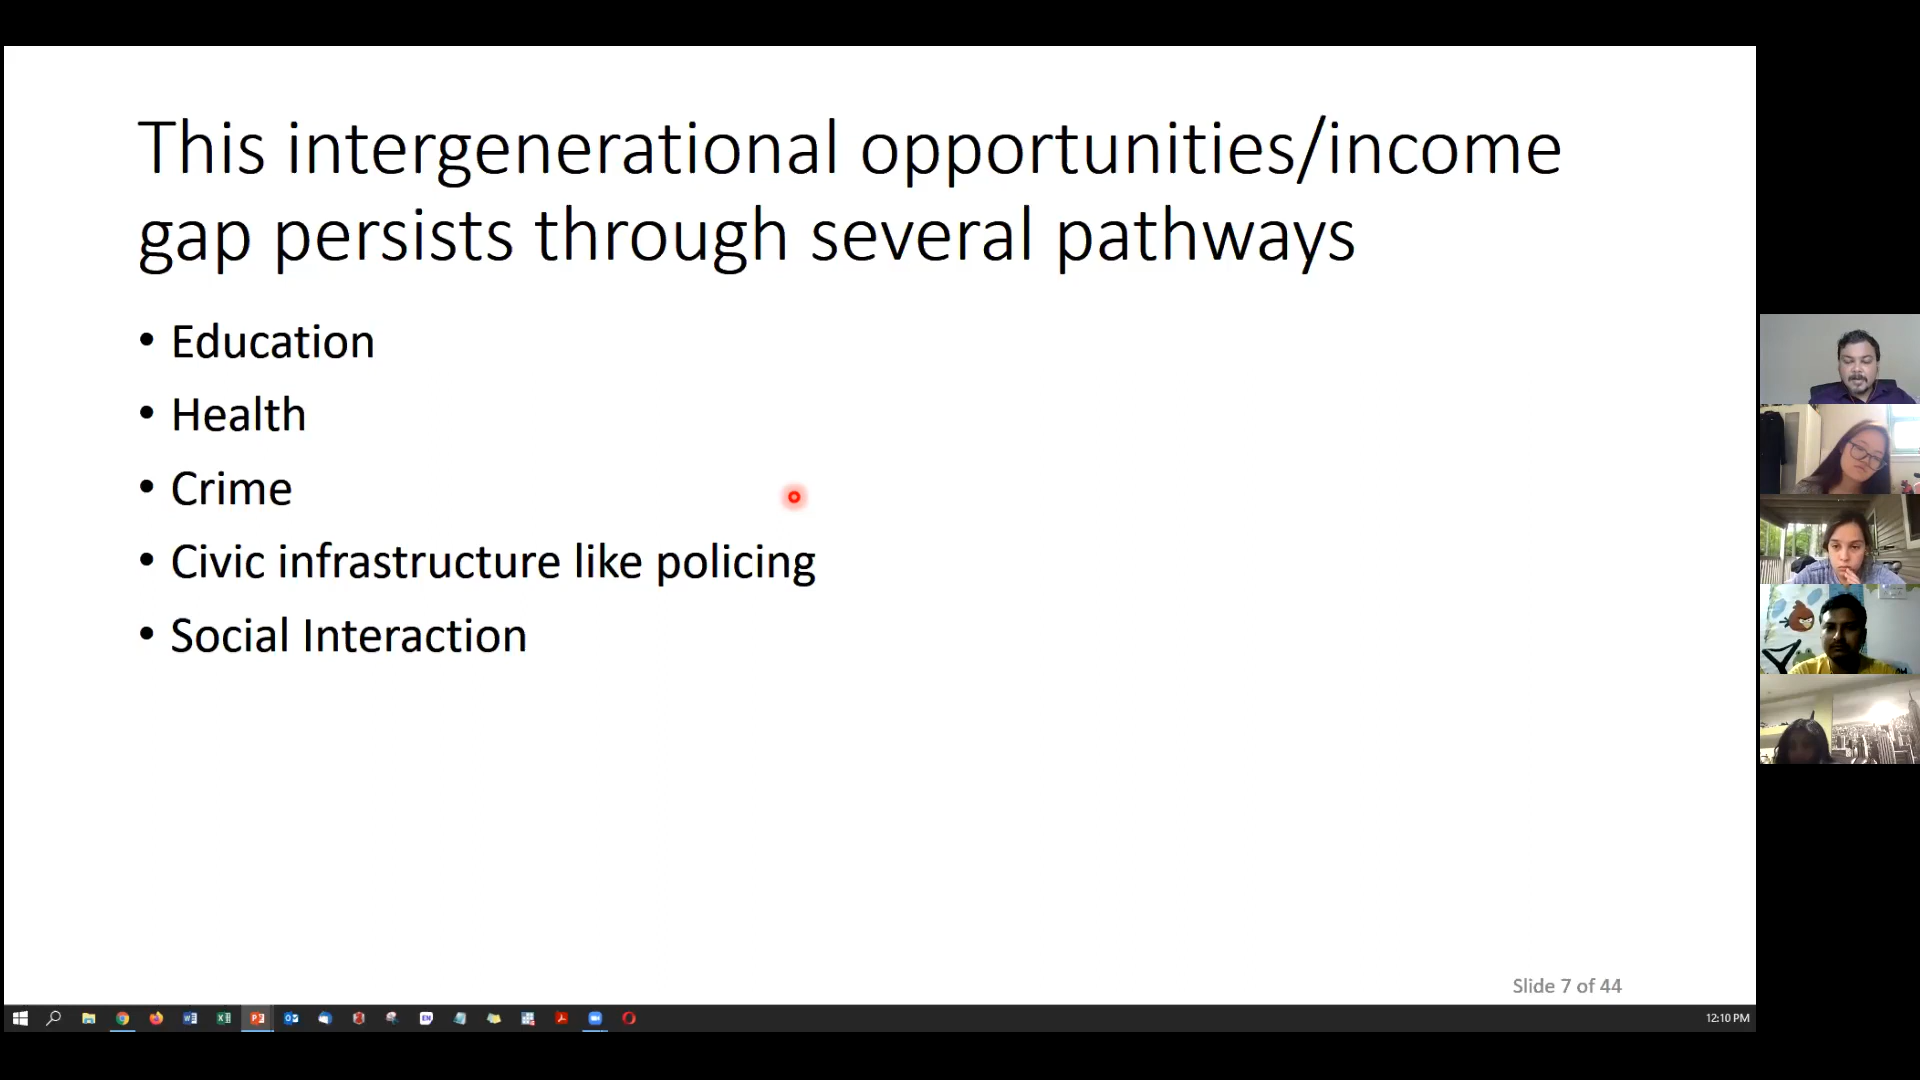 This intergenerational opportunities/income
gap persists through several pathways
• Education
• Health
• Crime
• Civic infrastructure like policing
• Social Interaction
Slide 7 of 44
12:10 PM